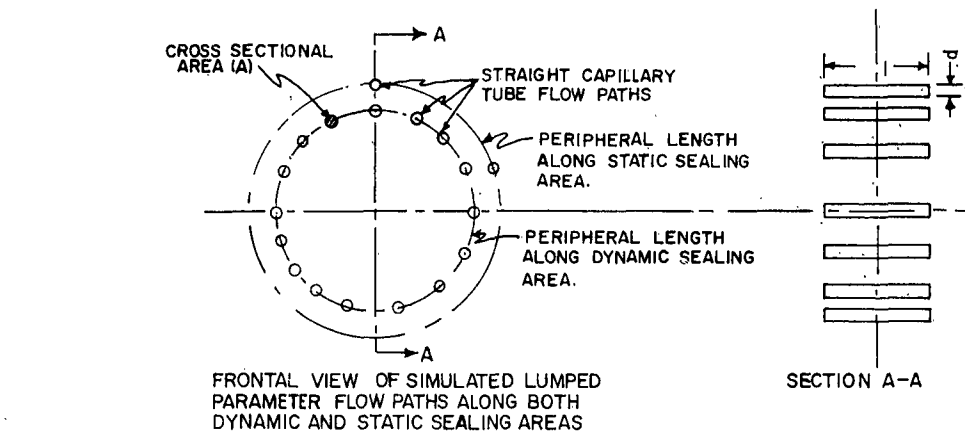 A
CROSS SECTIONAL
AREA (A)
STRAIGHT CAPILLARY
TUBE FLOW PATHS
PERIPHERAL LENGTH
ALONG STATIC SEALING
AREA.
PERIPHERAL LENGTH
ALONG DYNAMIC SEALING
AREA.
A
l
d
FRONTAL VIEW OF SIMULATED LUMPED
PARAMETER FLOW PATHS ALONG BOTH
DYNAMIC AND STATIC SEALING AREAS
SECTION A-A